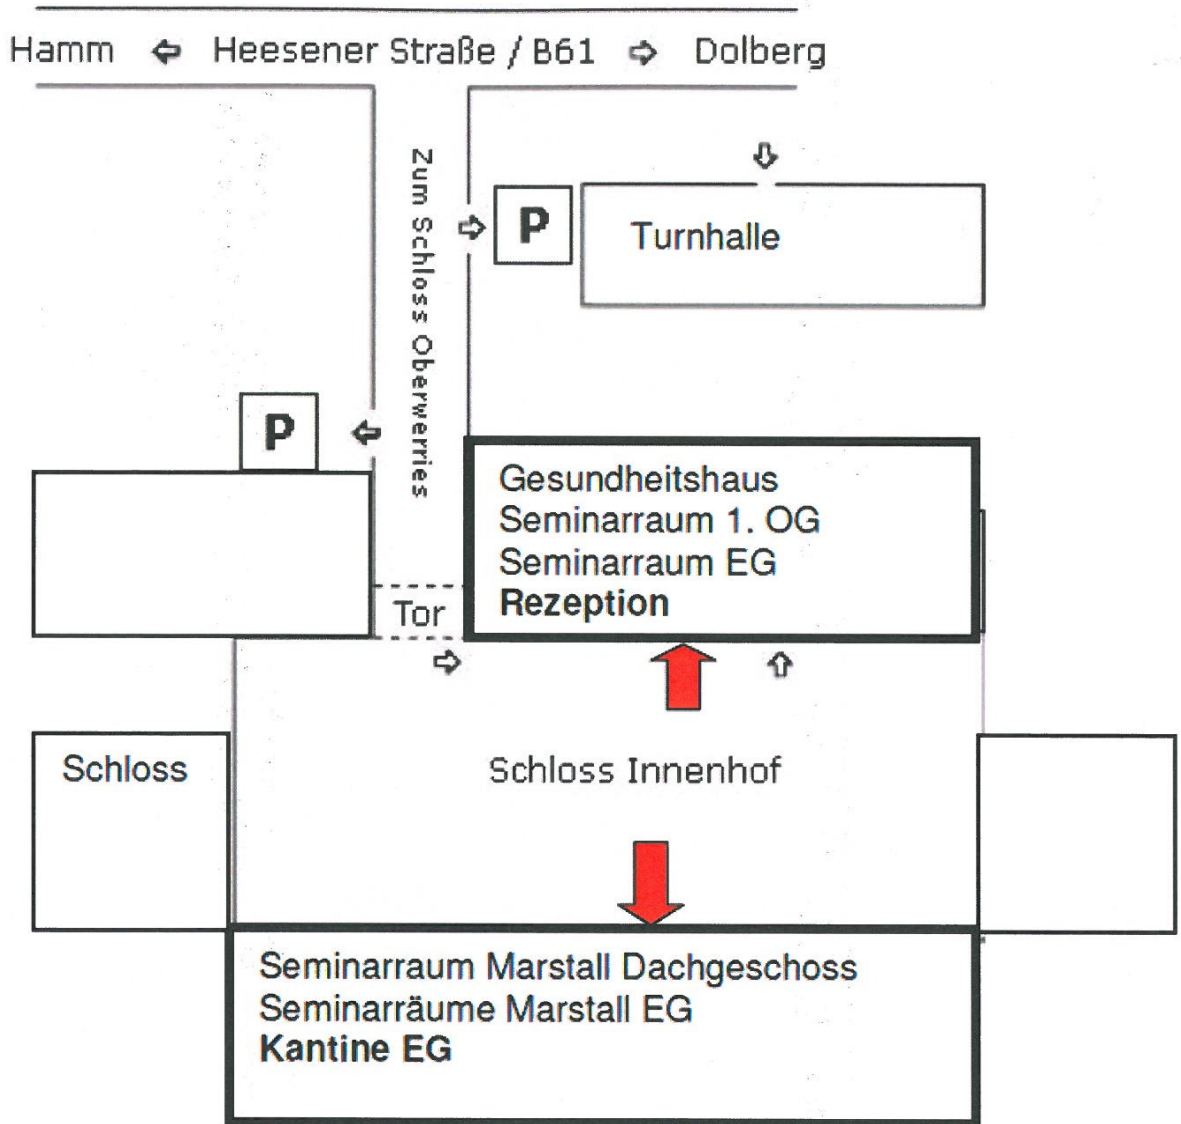 Hamm Heesener Straße / B61 Dolberg
Zum Schloss Oberwerries
P
Turnhalle
P
Gesundheitshaus
Seminarraum 1. OG
Seminarraum EG
Rezeption
Tor
Schloss
Schloss Innenhof
Seminarraum Marstall Dachgeschoss
Seminarräume Marstall EG
Kantine EG